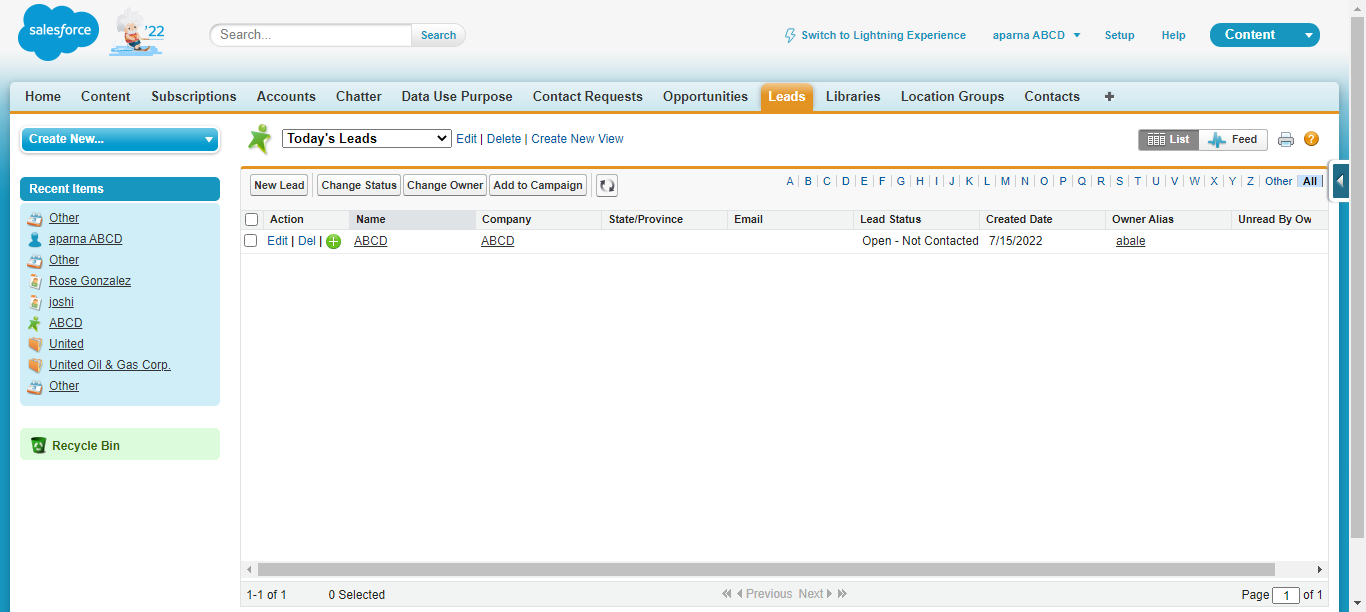 salesforce
'22
Search...
Search
Switch to Lightning Experience
aparna ABCD
Setup
Help
Content
Home Content Subscriptions Accounts Chatter Data Use Purpose Contact Requests Opportunities Leads Libraries Location Groups Contacts +
Create New...
Recent Items
Other
aparna ABCD
Other
Rose Gonzalez
joshi
ABCD
United
United Oil & Gas Corp.
Other
Recycle Bin
Today's Leads
Edit | Delete | Create New View
List
Feed
?
New Lead Change Status Change Owner Add to Campaign
A | B | C | D | E | F | G | H | I | J | K | L | M | N | O | P | Q | R | S | T | U | V | W | X | Y | Z | Other | All |
Action Name Company State/Province Email Lead Status Created Date Owner Alias Unread By Ow
Edit | Del | ABCD ABCD Open - Not Contacted 7/15/2022 abale
1-1 of 1 0 Selected Previous Next Page 1 of 1